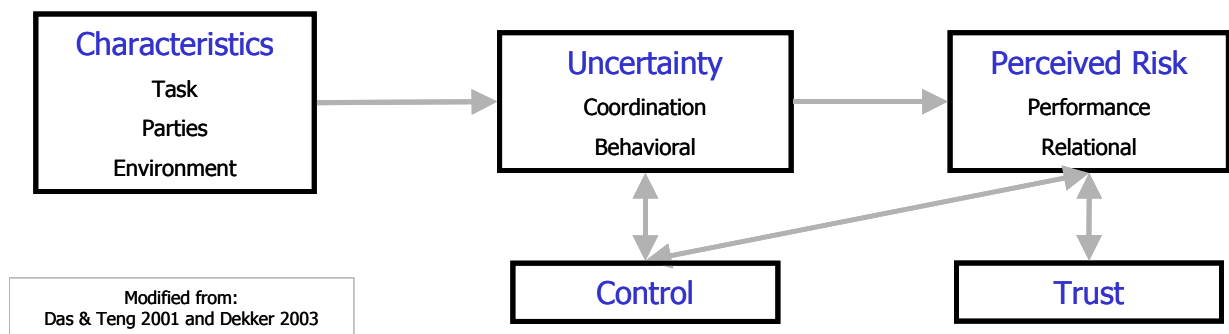 Characteristics
Task
Parties
Environment
Uncertainty
Coordination
Behavioral
Perceived Risk
Performance
Relational
Control
Trust
Modified from:
Das & Teng 2001 and Dekker 2003